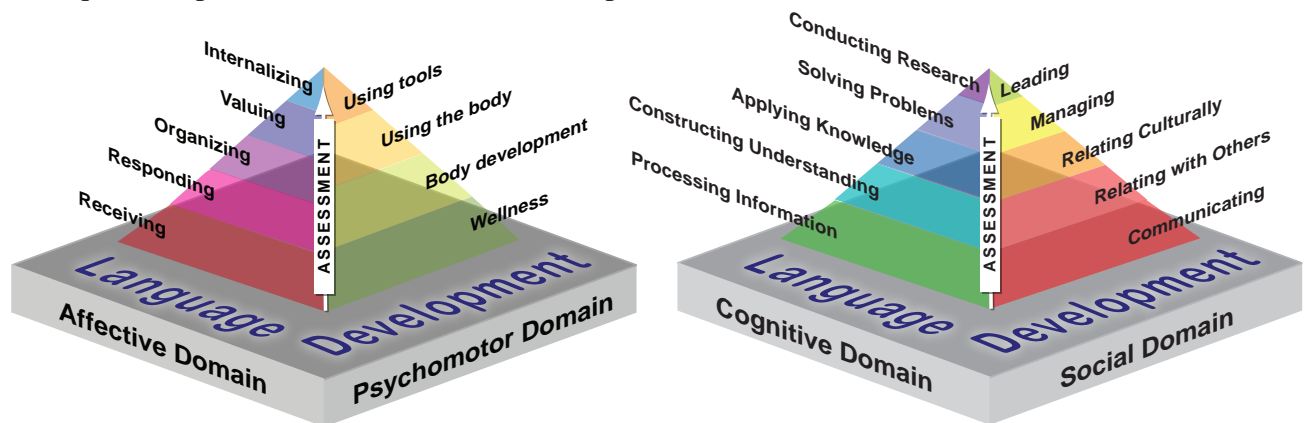 Internalizing
Valuing
Organizing
Responding
Receiving
Using tools
Using the body
Body development
Wellness
ASSESSMENT
Language Development
Affective Domain
Psychomotor Domain
Conducting Research
Solving Problems
Applying Knowledge
Constructing Understanding
Processing Information
Leading
Managing
Relating Culturally
Relating with Others
Communicating
ASSESSMENT
Language Development
Cognitive Domain
Social Domain